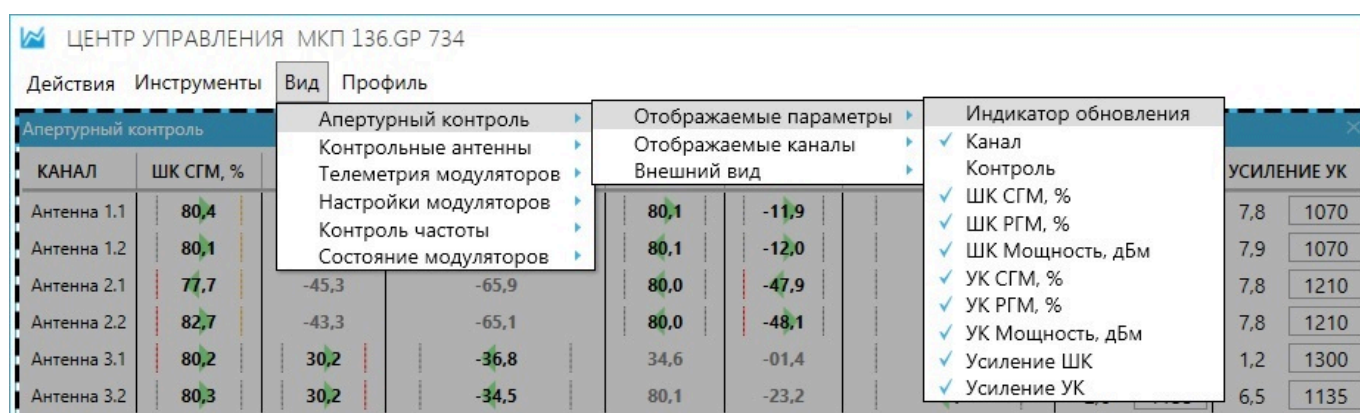 ЦЕНТР УПРАВЛЕНИЯ МКП 136.GP 734
Действия Инструменты Вид Профиль
Апертурный контроль
Контрольные антенны
Телеметрия модуляторов
Настройки модуляторов
Контроль частоты
Состояние модуляторов
Отображаемые параметры
Отображаемые каналы
Внешний вид
Индикатор обновления
Канал
Контроль
ШК СГМ, %
ШК РГМ, %
ШК Мощность, дБм
УК СГМ, %
УК РГМ, %
УК Мощность, дБм
Усиление ШК
Усиление УК
Апертурный контроль
КАНАЛ ШК СГМ, % УСИЛЕНИЕ УК
Антенна 1.1 80,4 80,1 -11,9 7,8 1070
Антенна 1.2 80,1 80,1 -12,0 7,9 1070
Антенна 2.1 77,7 -45,3 -65,9 80,0 -47,9 7,8 1210
Антенна 2.2 82,7 -43,3 -65,1 80,0 -48,1 7,8 1210
Антенна 3.1 80,2 30,2 -36,8 34,6 -01,4 1,2 1300
Антенна 3.2 80,3 30,2 -34,5 80,1 -23,2 6,5 1135